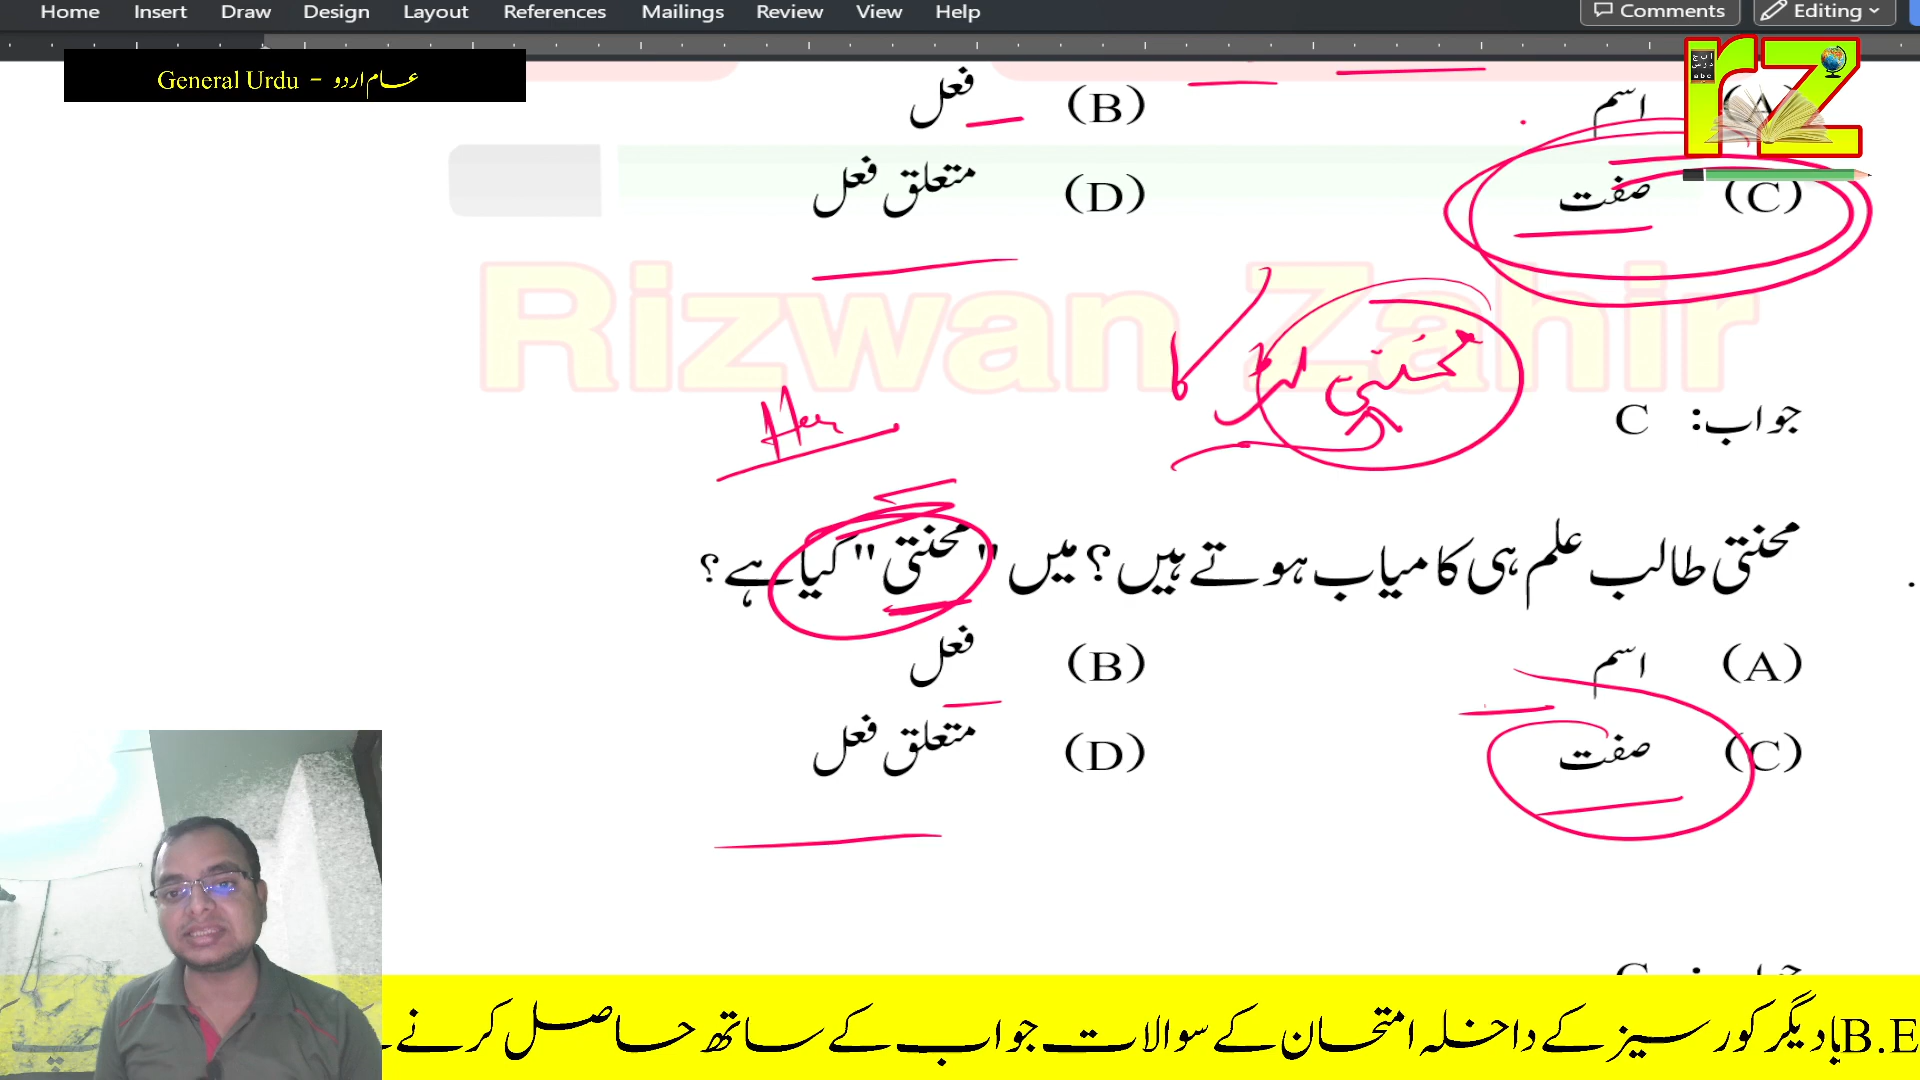 Home Insert Draw Design Layout References Mailings Review View Help Comments Editing
General Urdu - عام اردو
rz
(A) اسم (B) فعل
(C) صفت (D) متعلق فعل
Rizwan Zahir
محنتی لڑکا
جواب: C
محنتی طالب علم ہی کامیاب ہوتے ہیں؟ میں "محنتی" کیا ہے؟
(A) اسم (B) فعل
(C) صفت (D) متعلق فعل
B.E یا دیگر کورسیز کے داخلہ امتحان کے سوالات جواب کے ساتھ حاصل کرنے